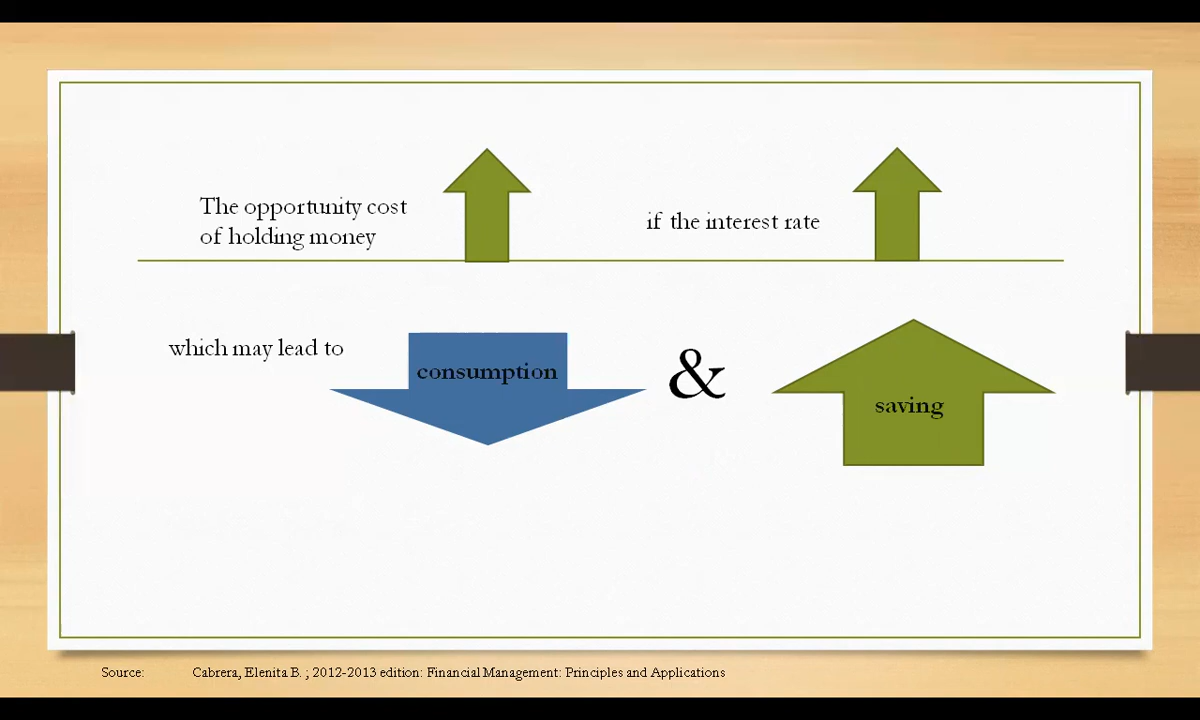 The opportunity cost
of holding money
if the interest rate
which may lead to
consumption
&
saving
Source: Cabrera, Elenita B. ; 2012-2013 edition: Financial Management: Principles and Applications